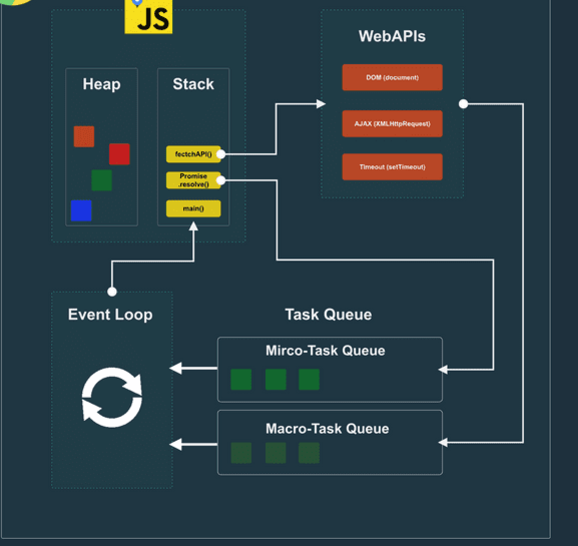 JS
WebAPIs
Heap
Stack
DOM (document)
AJAX (XMLHttpRequest)
Timeout (setTimeout)
fectchAPI()
Promise
.resolve()
main()
Event Loop
Task Queue
Mirco-Task Queue
Macro-Task Queue